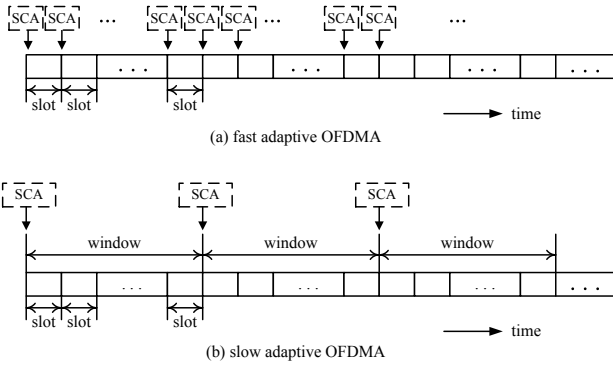 SCA SCA ... SCA SCA SCA ... SCA SCA ...
... ... ...
slot slot slot
time
(a) fast adaptive OFDMA
SCA SCA SCA
window window window
... ... ... ...
slot slot slot
time
(b) slow adaptive OFDMA